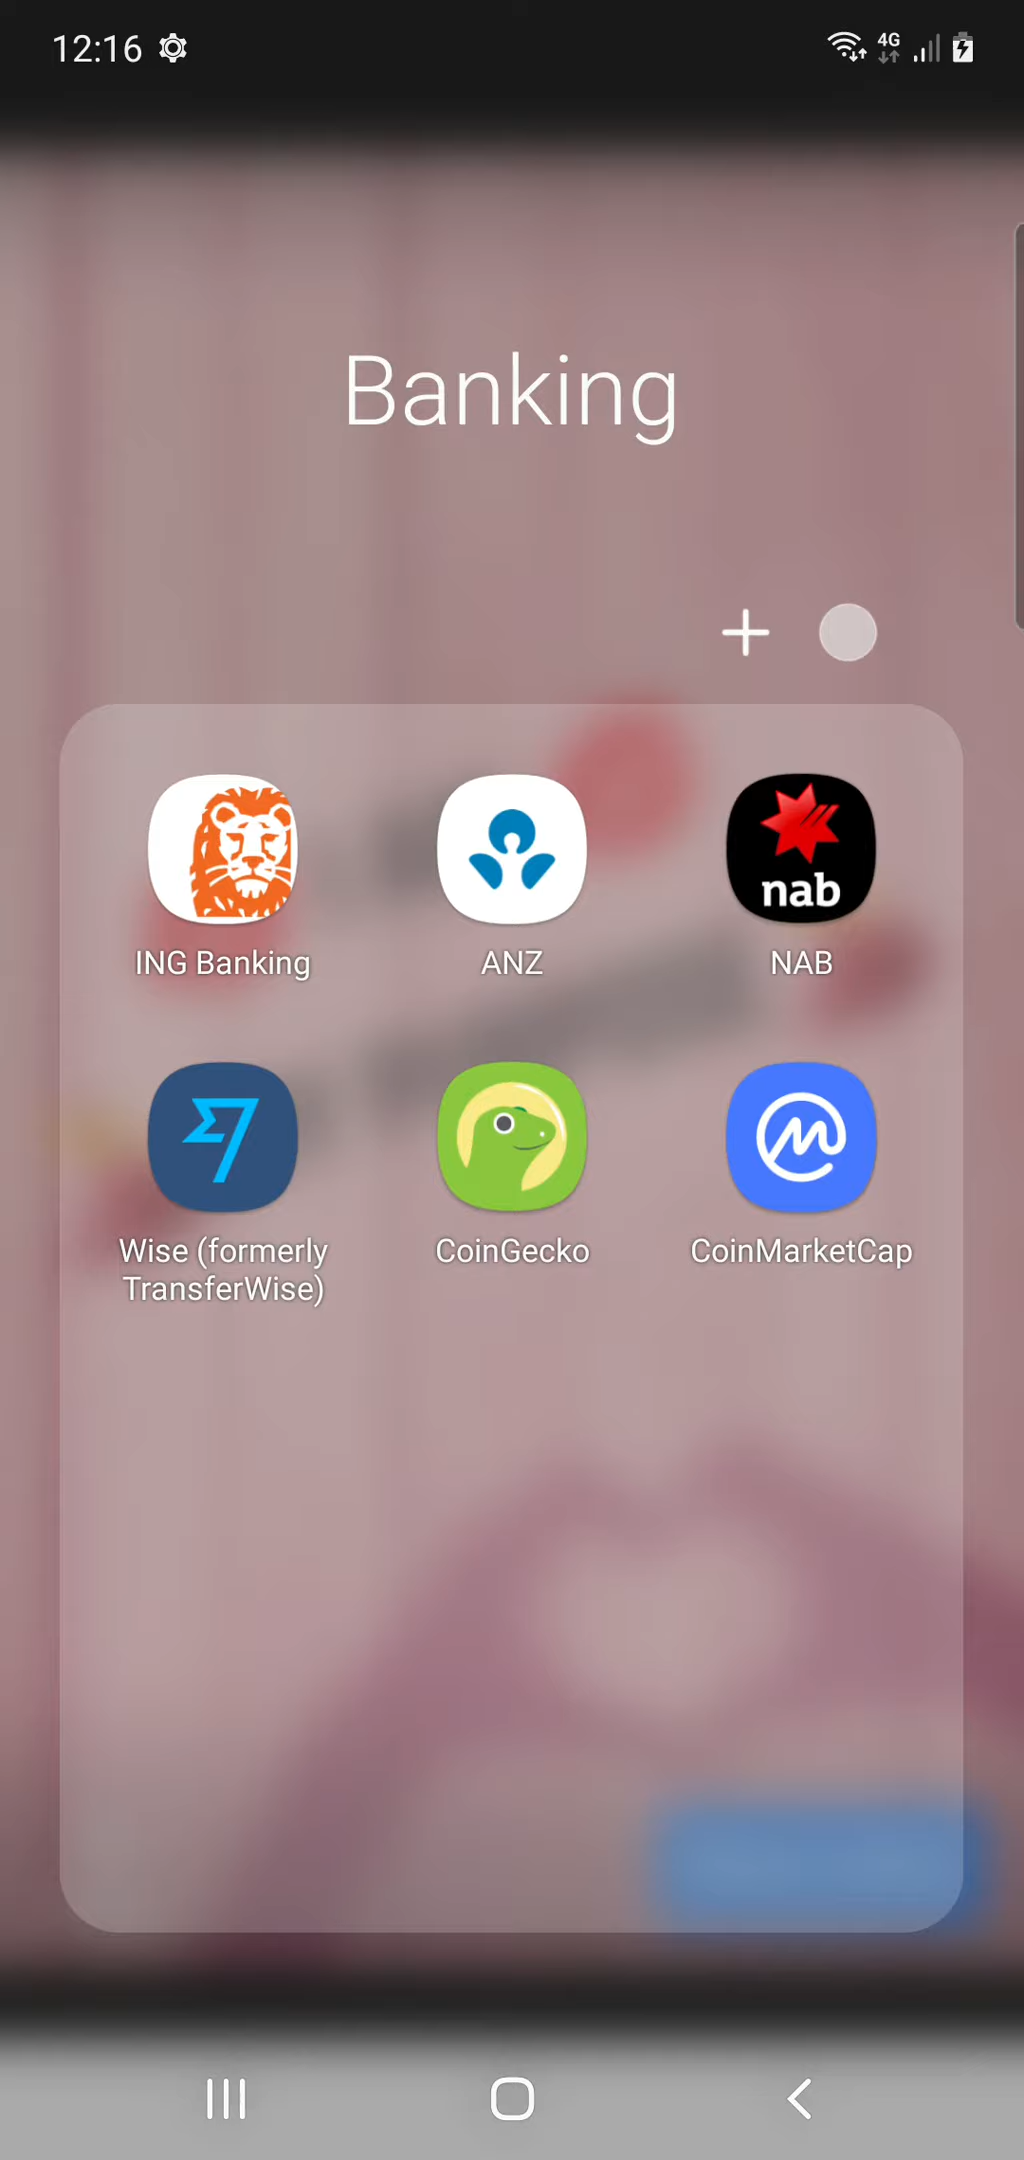 12:16
4G
Banking
nab
ING Banking
ANZ
NAB
Wise (formerly
TransferWise)
CoinGecko
CoinMarketCap